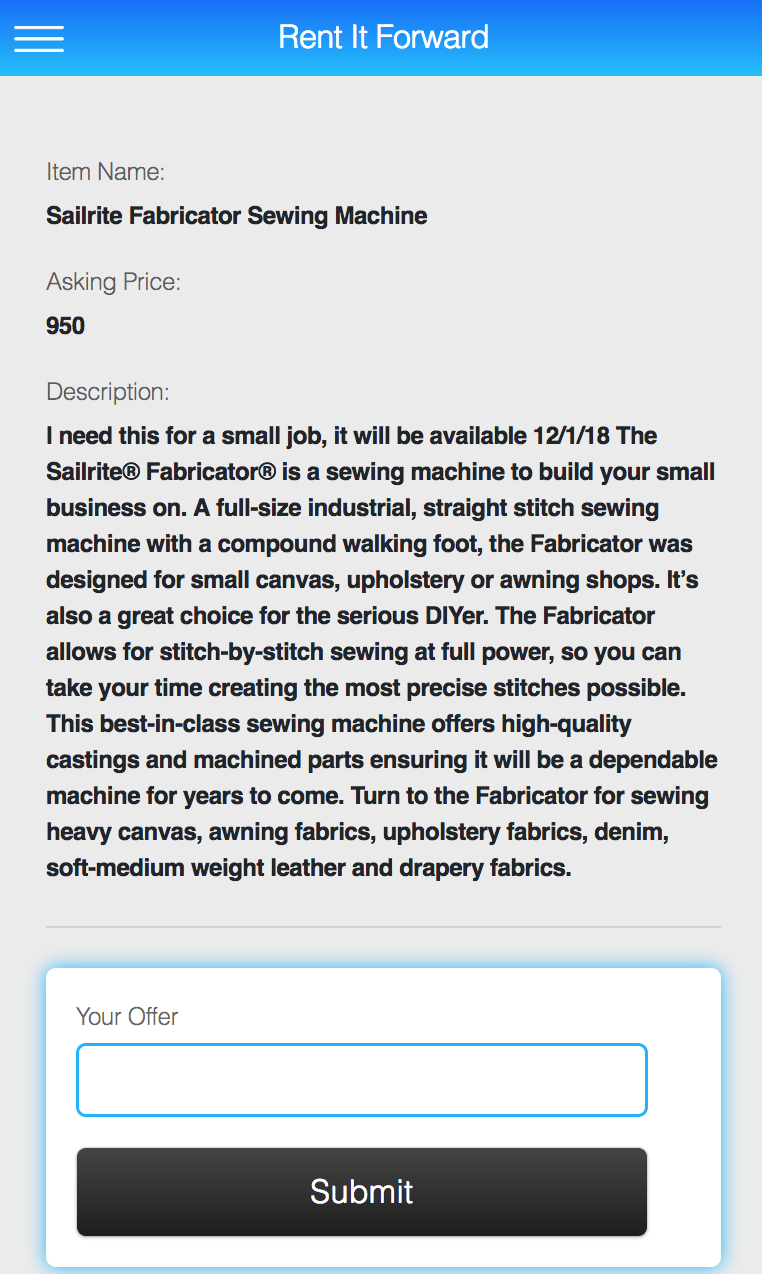 Rent It Forward
Item Name:
Sailrite Fabricator Sewing Machine
Asking Price:
950
Description:
I need this for a small job, it will be available 12/1/18 The
Sailrite® Fabricator® is a sewing machine to build your small
business on. A full-size industrial, straight stitch sewing
machine with a compound walking foot, the Fabricator was
designed for small canvas, upholstery or awning shops. It’s
also a great choice for the serious DIYer. The Fabricator
allows for stitch-by-stitch sewing at full power, so you can
take your time creating the most precise stitches possible.
This best-in-class sewing machine offers high-quality
castings and machined parts ensuring it will be a dependable
machine for years to come. Turn to the Fabricator for sewing
heavy canvas, awning fabrics, upholstery fabrics, denim,
soft-medium weight leather and drapery fabrics.
Your Offer
Submit